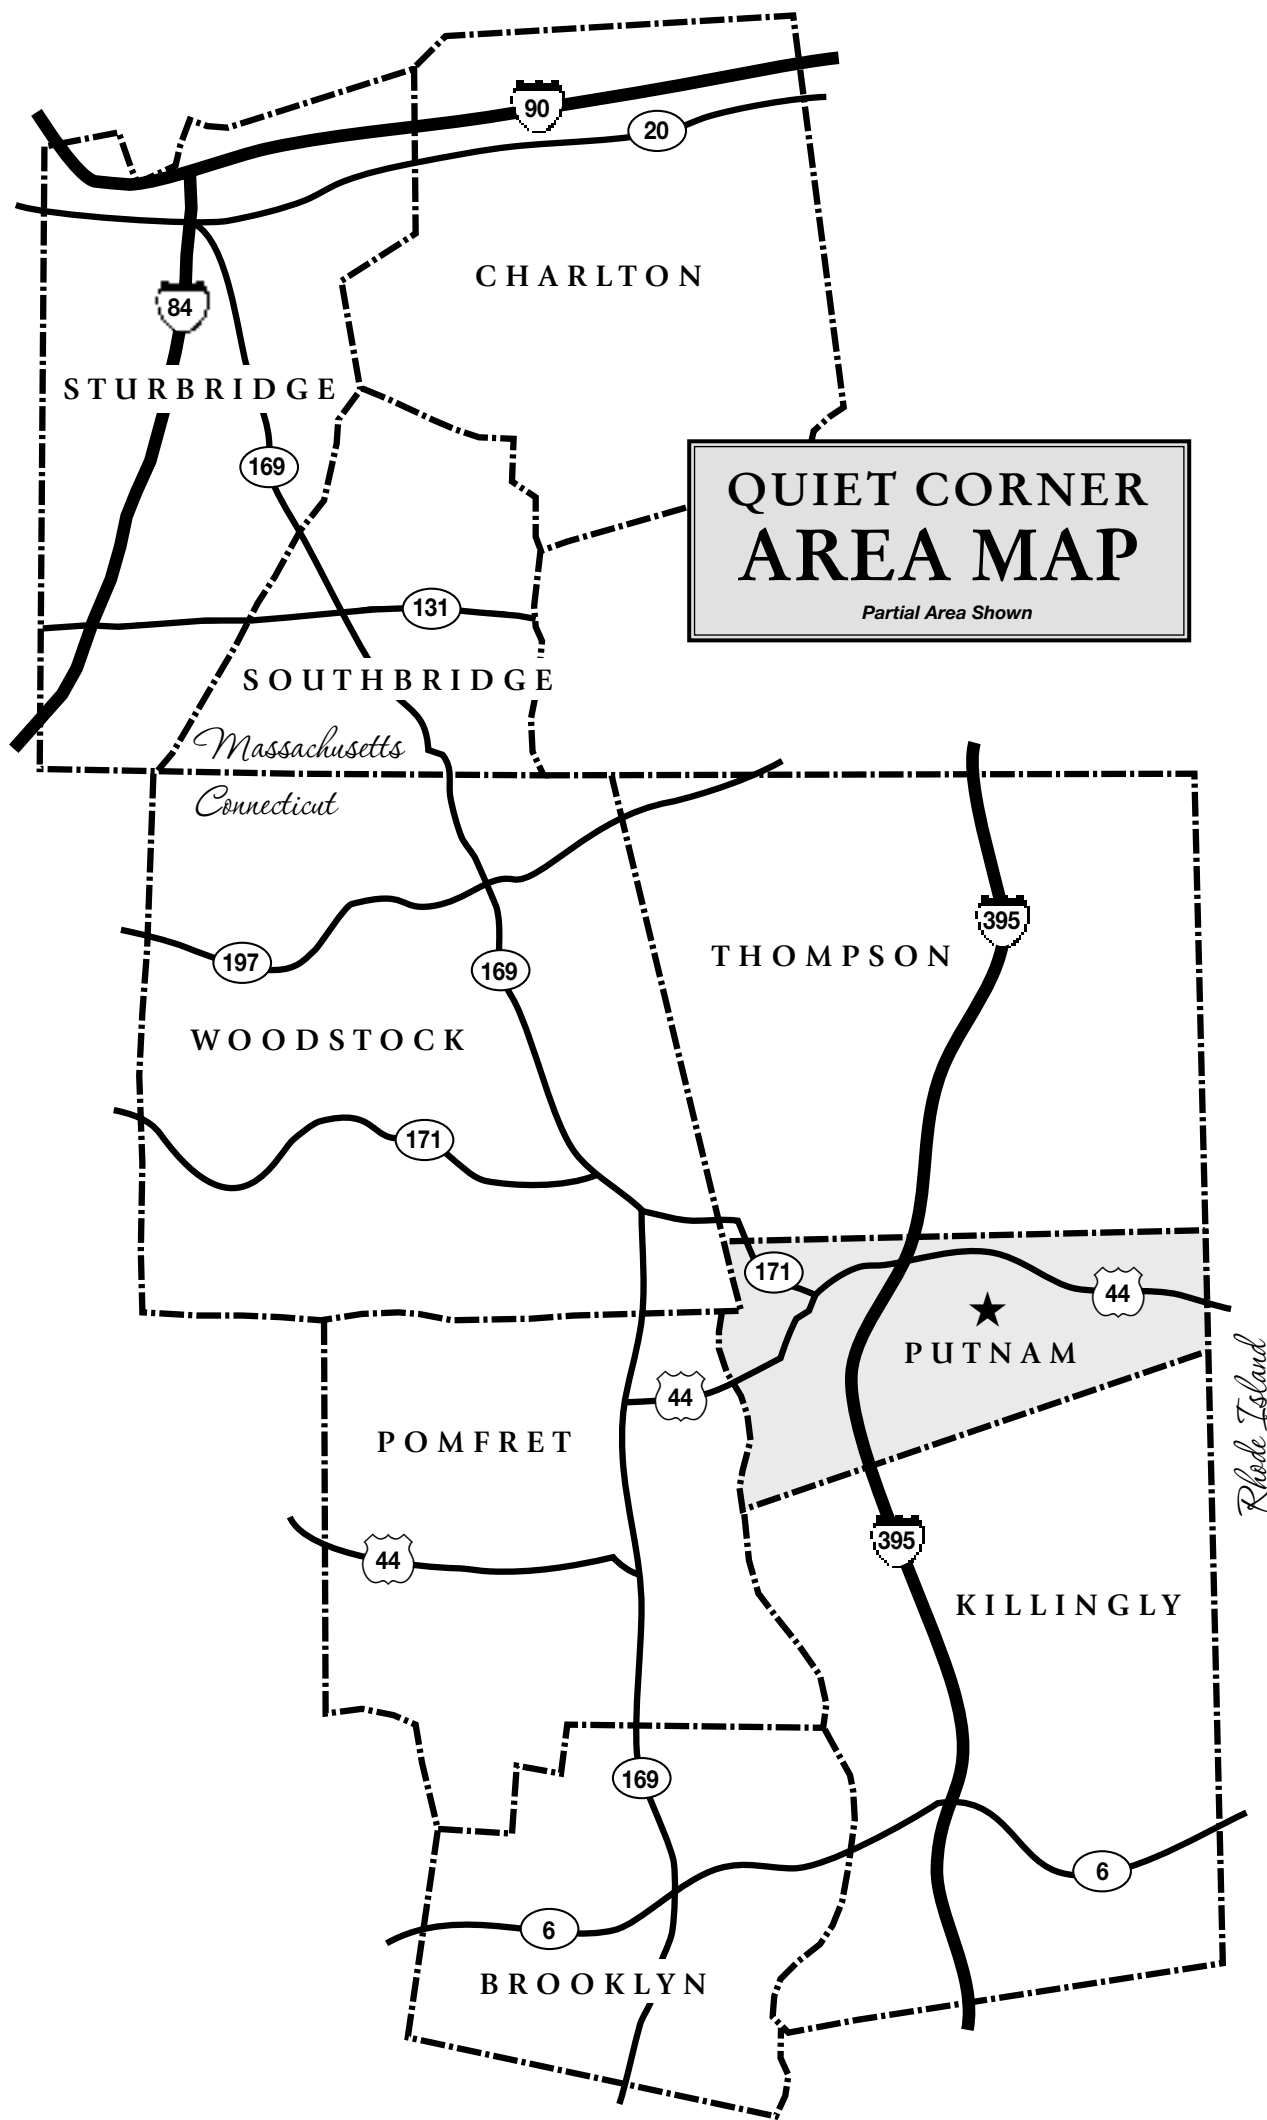 90
20
CHARLTON
84
STURBRIDGE
169
QUIET CORNER
AREA MAP
Partial Area Shown
131
SOUTHBRIDGE
Massachusetts
Connecticut
395
THOMPSON
197
169
WOODSTOCK
171
171
44
PUTNAM
44
Rhode Island
POMFRET
395
44
KILLINGLY
169
6
6
BROOKLYN